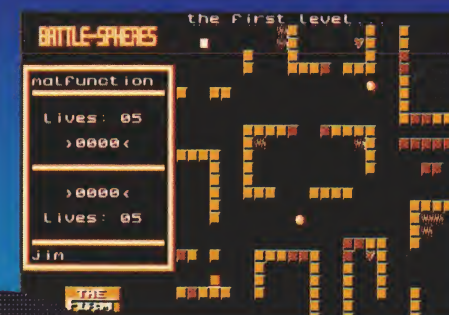 the first level...
BATTLE-SPHERES
malfunction
Lives: 05
>0000<
>0000<
Lives: 05
jim
THE